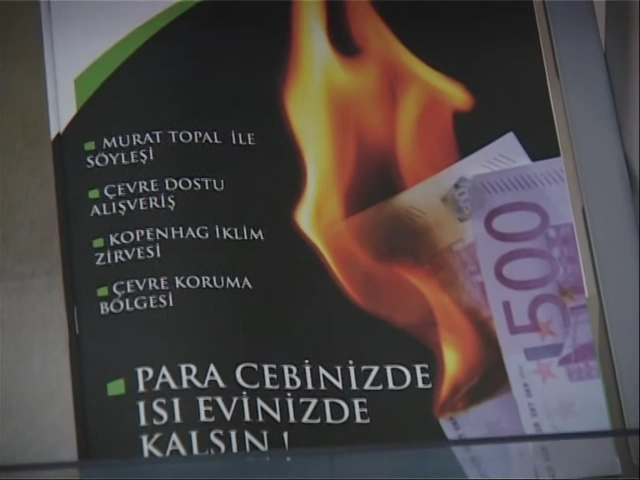 MURAT TOPAL İLE
SÖYLEŞİ
ÇEVRE DOSTU
ALIŞVERİŞ
KOPENHAG İKLİM
ZİRVESİ
ÇEVRE KORUMA
BÖLGESİ
PARA CEBİNİZDE
ISI EVİNİZDE
KALSIN !
500